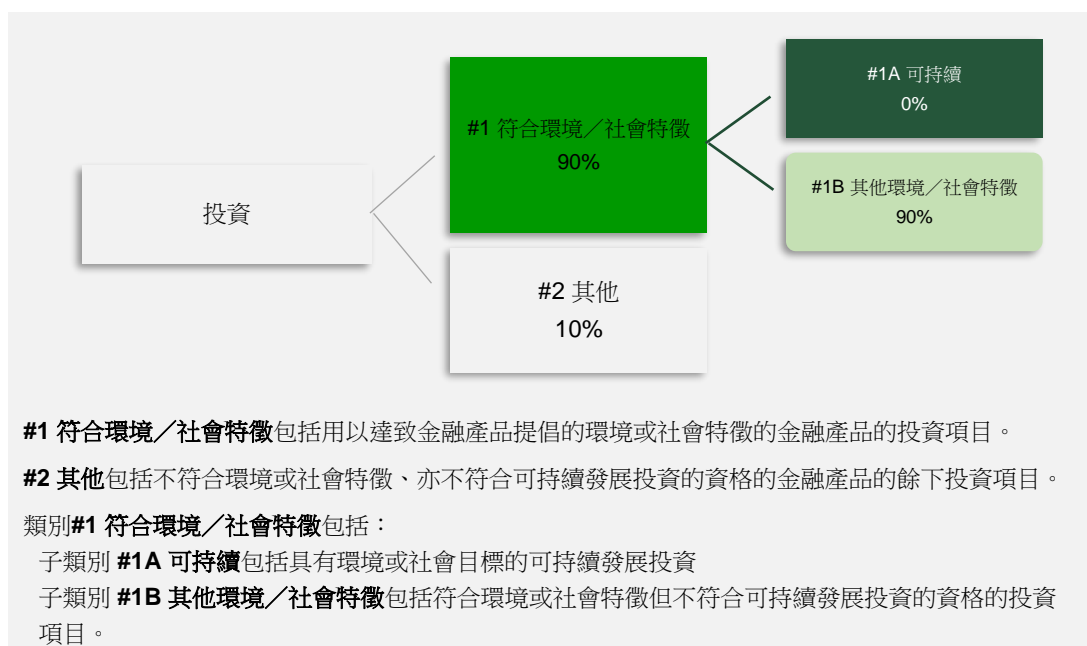 #1A 可持續
0%
#1 符合環境／社會特徵
90%
#1B 其他環境／社會特徵
90%
投資
#2 其他
10%
#1 符合環境／社會特徵包括用以達致金融產品提倡的環境或社會特徵的金融產品的投資項目。
#2 其他包括不符合環境或社會特徵、亦不符合可持續發展投資的資格的金融產品的餘下投資項目。
類別#1 符合環境／社會特徵包括：
子類別 #1A 可持續包括具有環境或社會目標的可持續發展投資
子類別 #1B 其他環境／社會特徵包括符合環境或社會特徵但不符合可持續發展投資的資格的投資
項目。